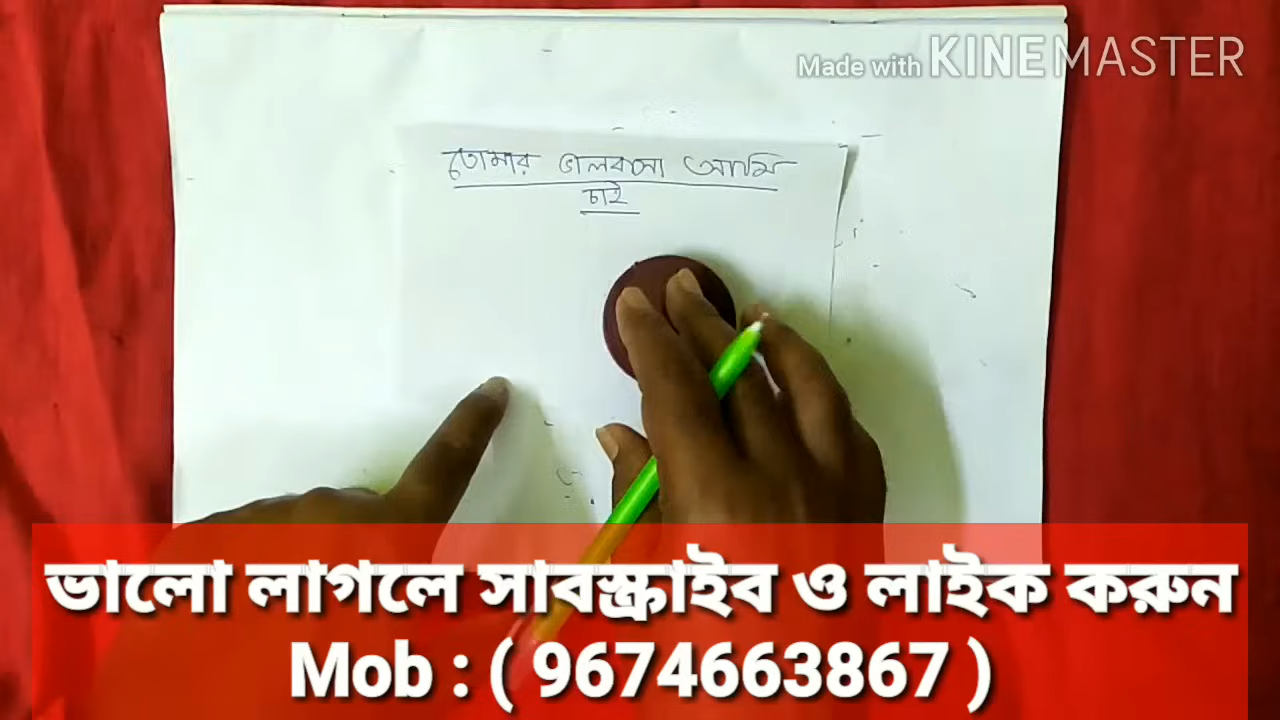 Made with KINEMASTER
তোমার ভালবাসা আমি
চাই
ভালো লাগলে সাবস্ক্রাইব ও লাইক করুন
Mob : ( 9674663867 )